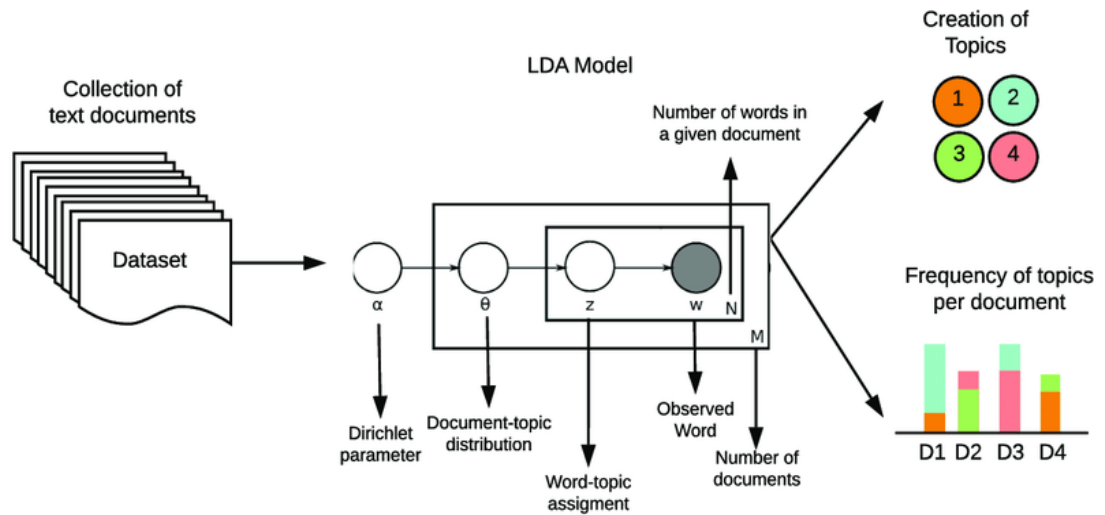 Collection of
text documents
Dataset
LDA Model
Number of words in
a given document
α
θ
z
w
N
M
Dirichlet
parameter
Document-topic
distribution
Word-topic
assigment
Observed
Word
Number of
documents
Creation of
Topics
1
2
3
4
Frequency of topics
per document
D1 D2 D3 D4